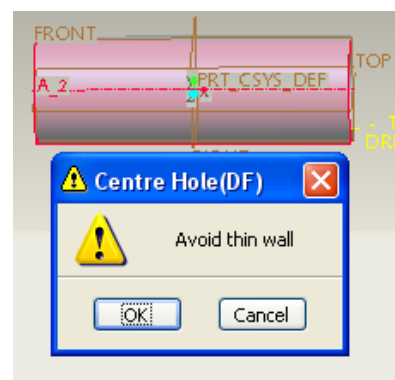 FRONT
TOP
A_2
PRT_CSYS_DEF
Centre Hole(DF)
Avoid thin wall
OK
Cancel